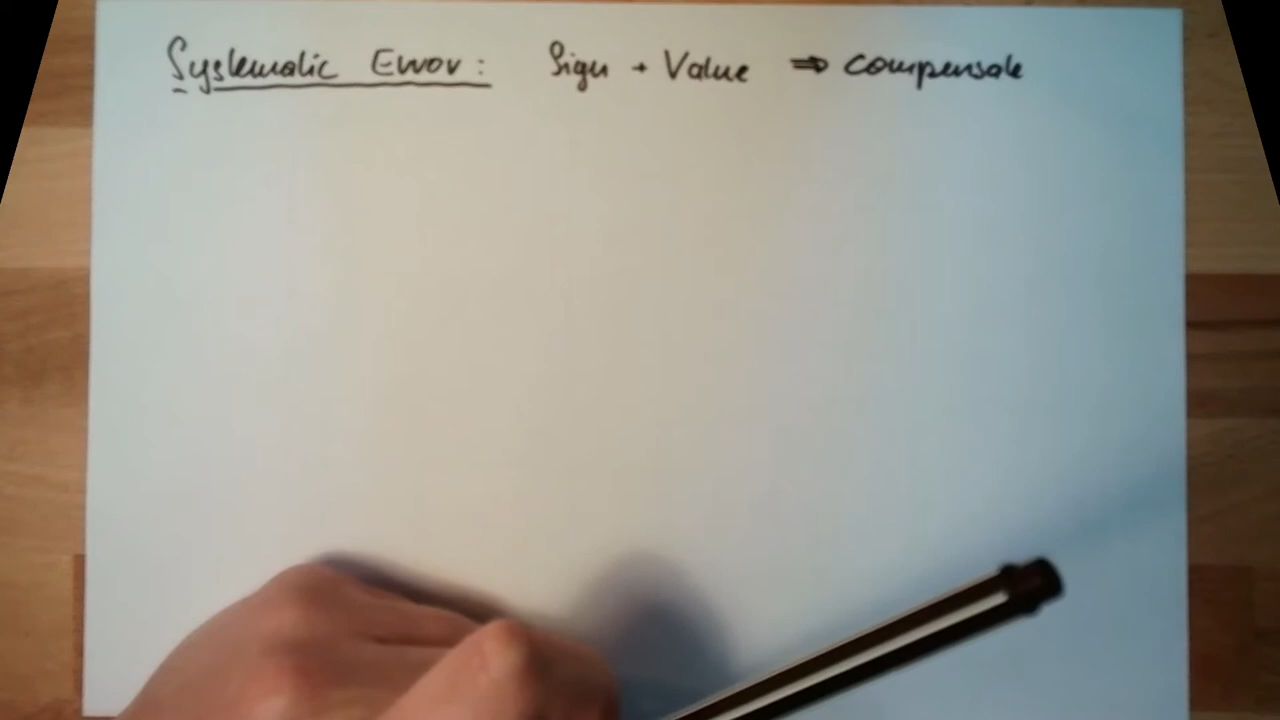 Systematic Error: Sign + Value ⇒ compensate